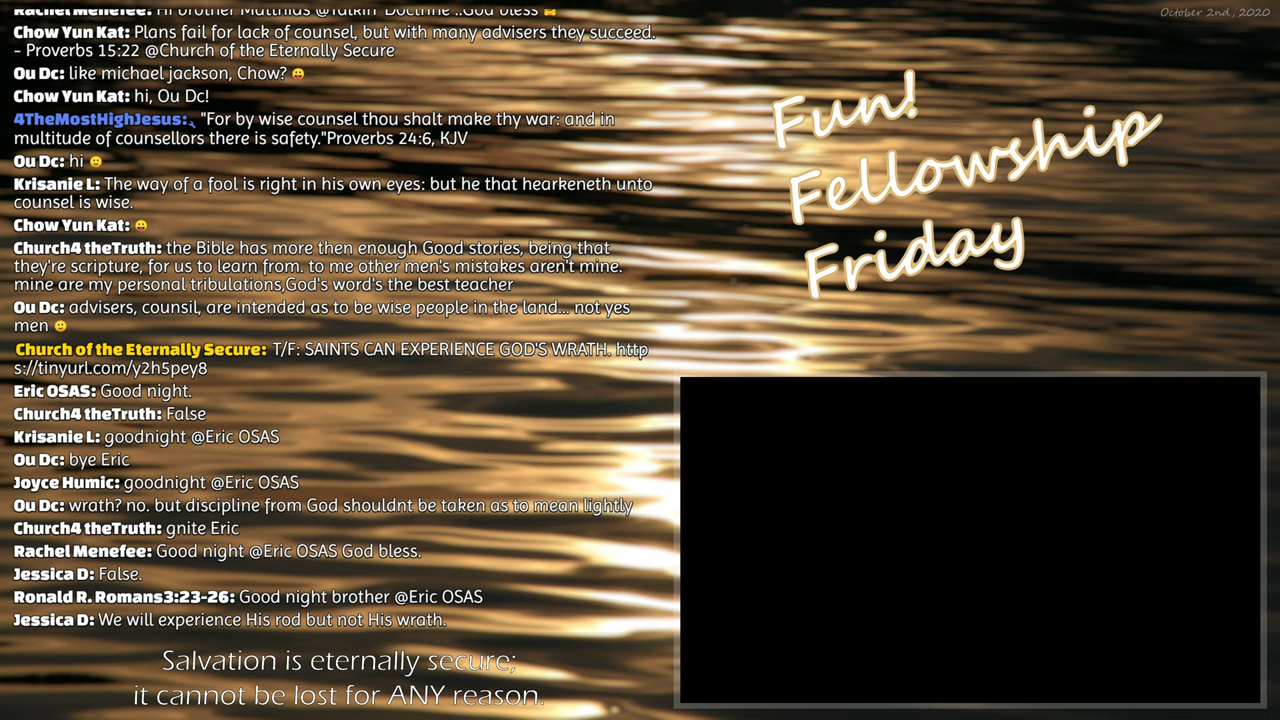 Rachel Menefee: Hi brother Matthias @Talkin' Doctrine ..God bless
Chow Yun Kat: Plans fail for lack of counsel, but with many advisers they succeed.
- Proverbs 15:22 @Church of the Eternally Secure
Ou Dc: like michael jackson, Chow? 😛
Chow Yun Kat: hi, Ou Dc!
4TheMostHighJesus:、 "For by wise counsel thou shalt make thy war: and in
multitude of counsellors there is safety."Proverbs 24:6, KJV
Ou Dc: hi 🙂
Krisanie L: The way of a fool is right in his own eyes: but he that hearkeneth unto
counsel is wise.
Chow Yun Kat: 😛
Church4 theTruth: the Bible has more then enough Good stories, being that
they're scripture, for us to learn from. to me other men's mistakes aren't mine.
mine are my personal tribulations,God's word's the best teacher
Ou Dc: advisers, counsil, are intended as to be wise people in the land... not yes
men 🙂
Church of the Eternally Secure: T/F: SAINTS CAN EXPERIENCE GOD'S WRATH. http
s://tinyurl.com/y2h5pey8
Eric OSAS: Good night.
Church4 theTruth: False
Krisanie L: goodnight @Eric OSAS
Ou Dc: bye Eric
Joyce Humic: goodnight @Eric OSAS
Ou Dc: wrath? no. but discipline from God shouldnt be taken as to mean lightly
Church4 theTruth: gnite Eric
Rachel Menefee: Good night @Eric OSAS God bless.
Jessica D: False.
Ronald R. Romans3:23-26: Good night brother @Eric OSAS
Jessica D: We will experience His rod but not His wrath.
Salvation is eternally secure;
it cannot be lost for ANY reason.
October 2nd, 2020
Fun!
Fellowship
Friday